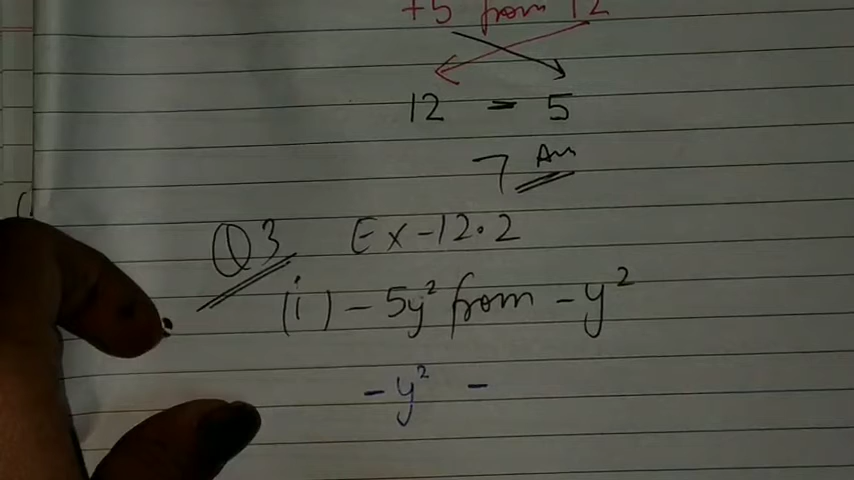 +5 from 12
12 - 5
7 Ans
Q3 Ex-12.2
(i) - 5y² from - y²
- y² -